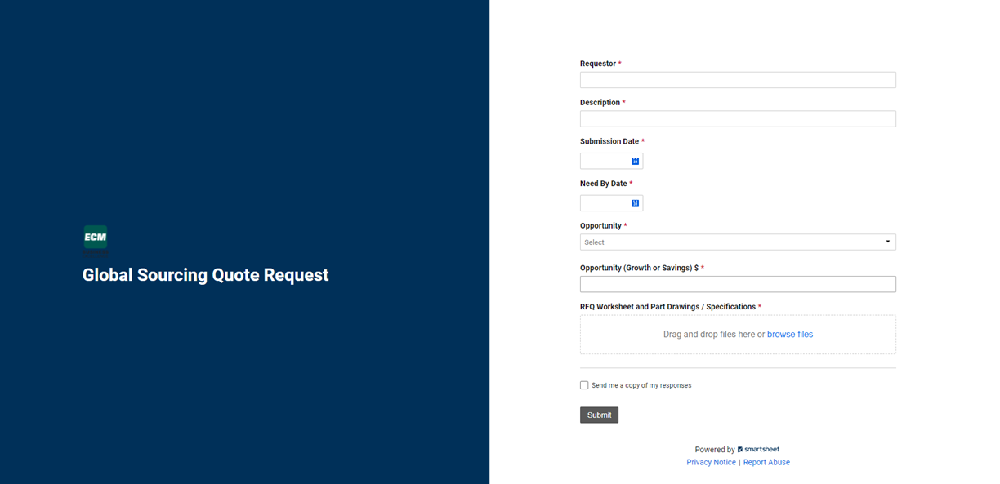 ECM
Global Sourcing Quote Request
Requestor *
Description *
Submission Date *
31
Need By Date *
31
Opportunity *
Select
Opportunity (Growth or Savings) $ *
RFQ Worksheet and Part Drawings / Specifications *
Drag and drop files here or browse files
Send me a copy of my responses
Submit
Powered by smartsheet
Privacy Notice | Report Abuse